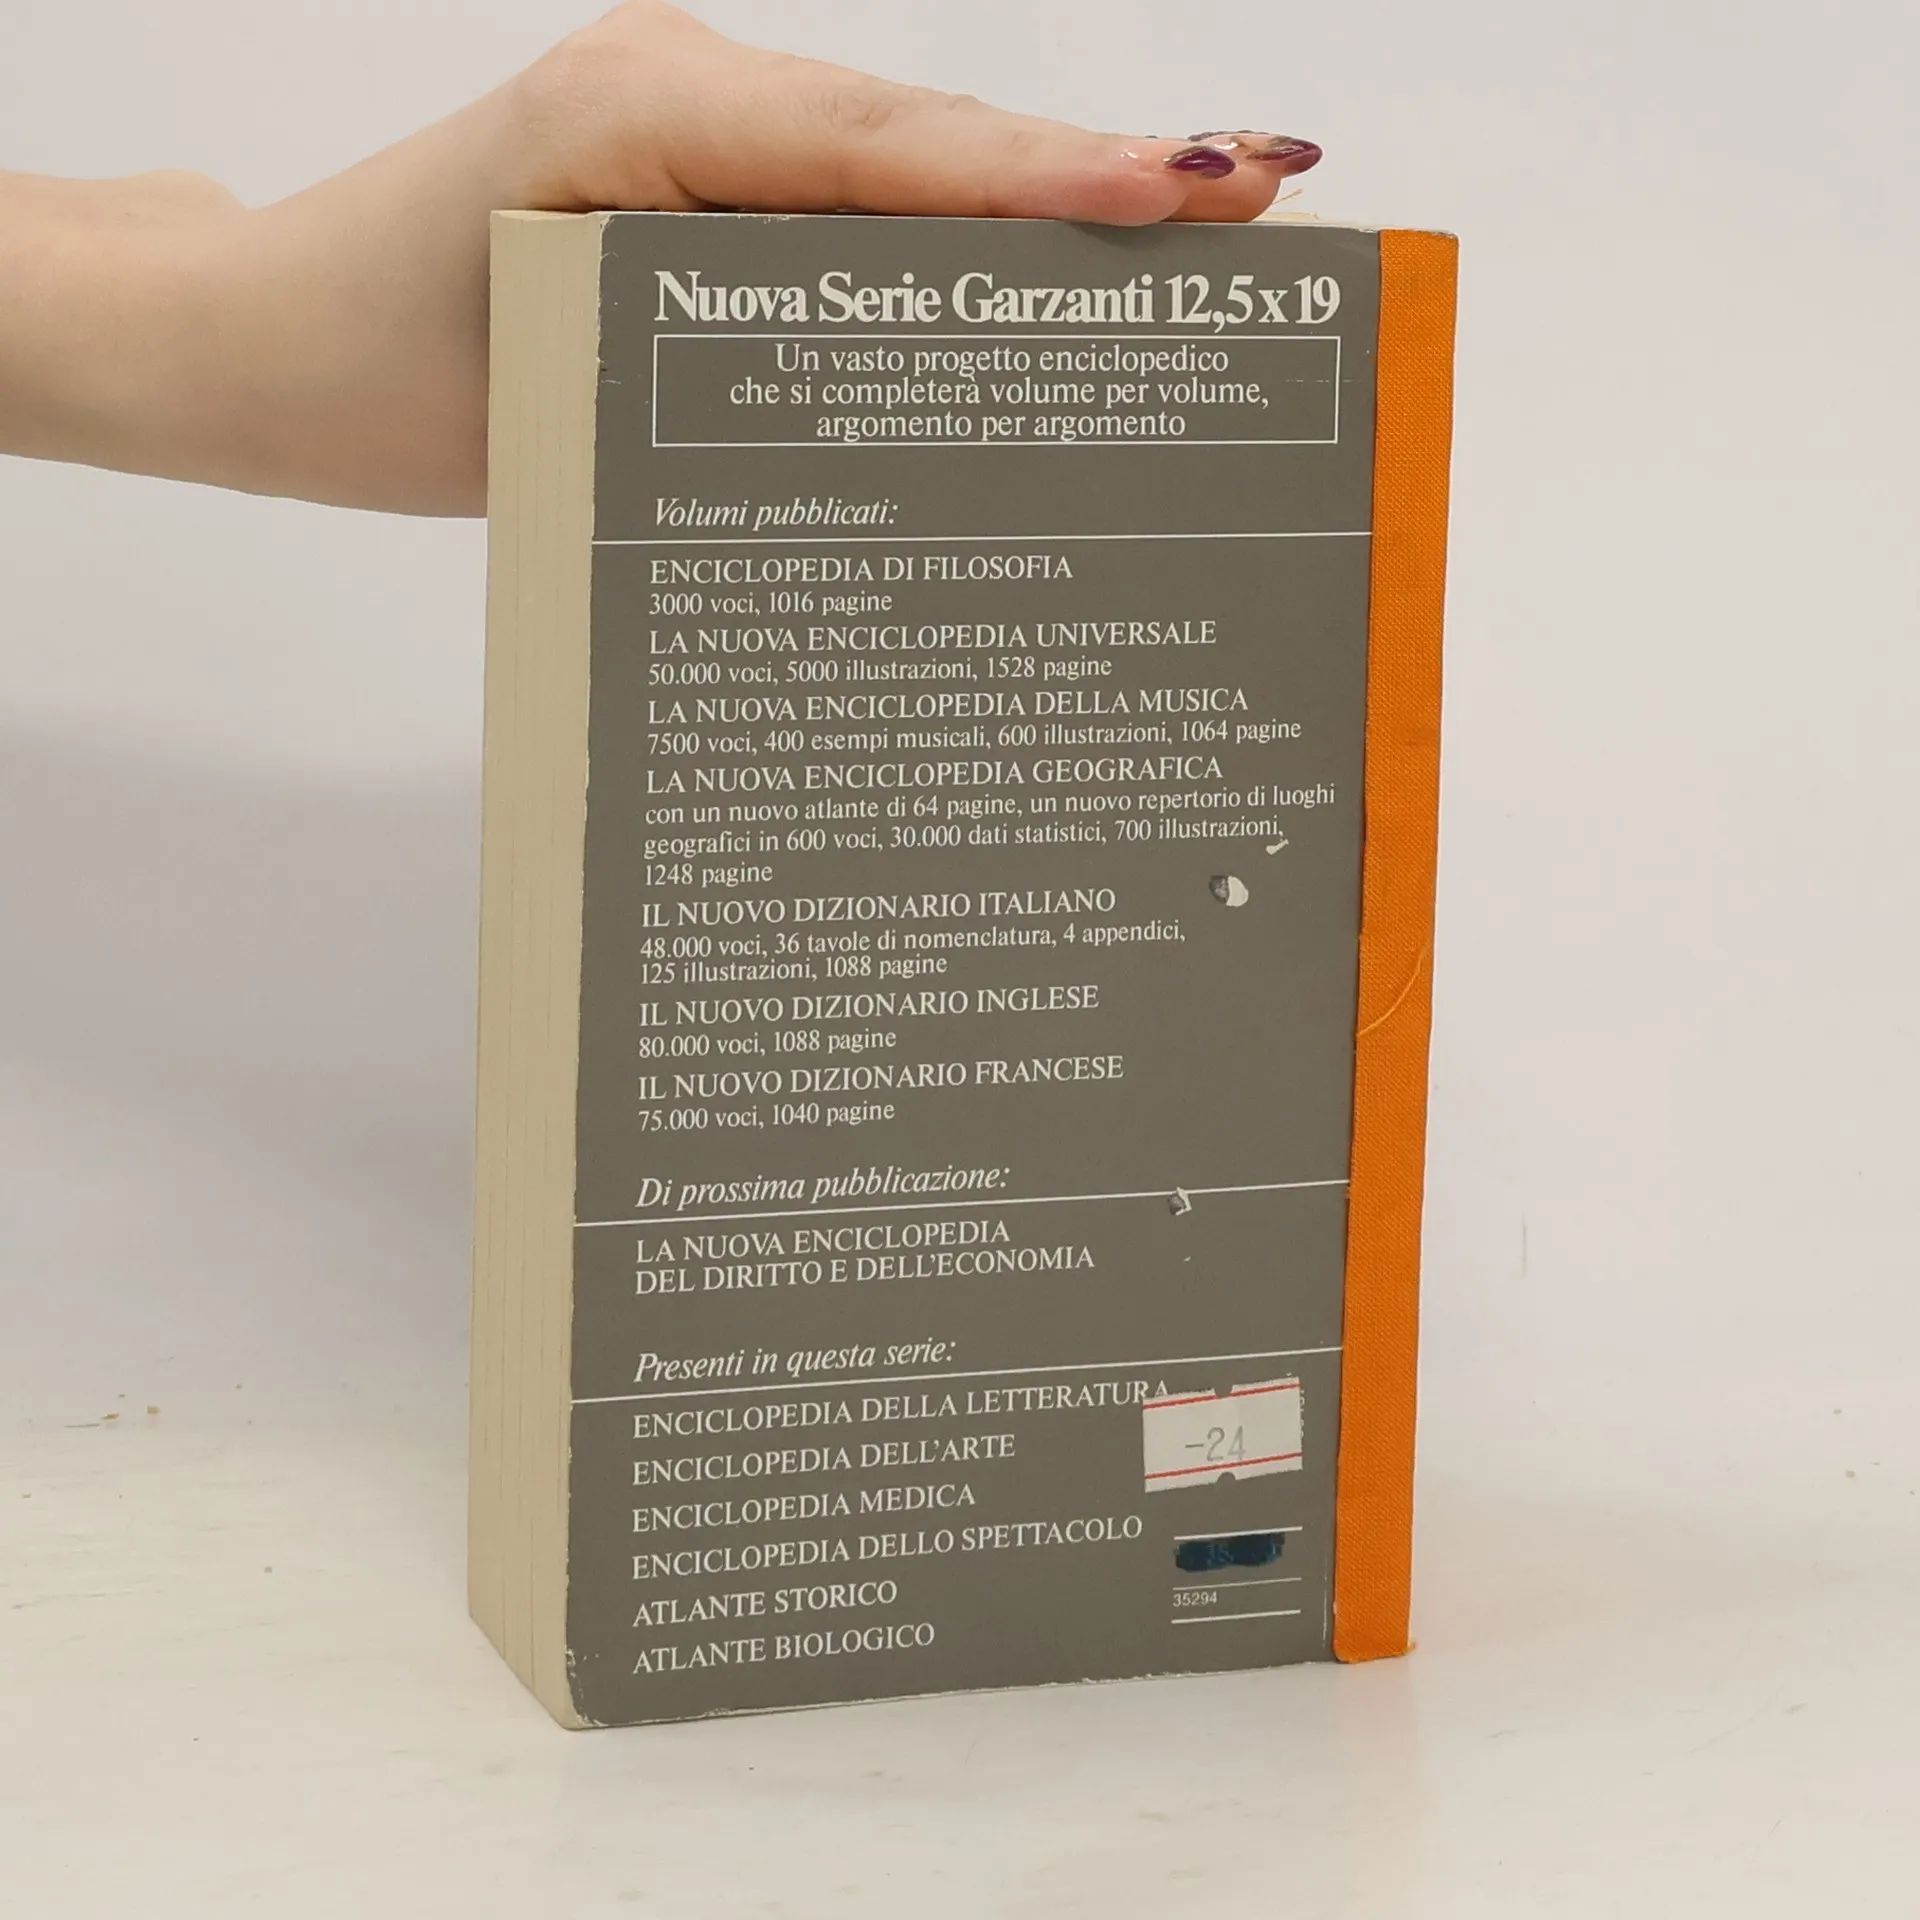 Nuova Serie Garzanti 12,5x19
Un vasto progetto enciclopedico
che si completerà volume per volume,
argomento per argomento
Volumi pubblicati:
ENCICLOPEDIA DI FILOSOFIA
3000 voci, 1016 pagine
LA NUOVA ENCICLOPEDIA UNIVERSALE
50.000 voci, 5000 illustrazioni, 1528 pagine
LA NUOVA ENCICLOPEDIA DELLA MUSICA
7500 voci, 400 esempi musicali, 600 illustrazioni, 1064 pagine
LA NUOVA ENCICLOPEDIA GEOGRAFICA
con un nuovo atlante di 64 pagine, un nuovo repertorio di luoghi
geografici in 600 voci, 30.000 dati statistici, 700 illustrazioni,
1248 pagine
IL NUOVO DIZIONARIO ITALIANO
48.000 voci, 36 tavole di nomenclatura, 4 appendici,
125 illustrazioni, 1088 pagine
IL NUOVO DIZIONARIO INGLESE
80.000 voci, 1088 pagine
IL NUOVO DIZIONARIO FRANCESE
75.000 voci, 1040 pagine
Di prossima pubblicazione:
LA NUOVA ENCICLOPEDIA
DEL DIRITTO E DELL'ECONOMIA
Presenti in questa serie:
ENCICLOPEDIA DELLA LETTERATURA
ENCICLOPEDIA DELL'ARTE
ENCICLOPEDIA MEDICA
ENCICLOPEDIA DELLO SPETTACOLO
ATLANTE STORICO
ATLANTE BIOLOGICO
-24
35294